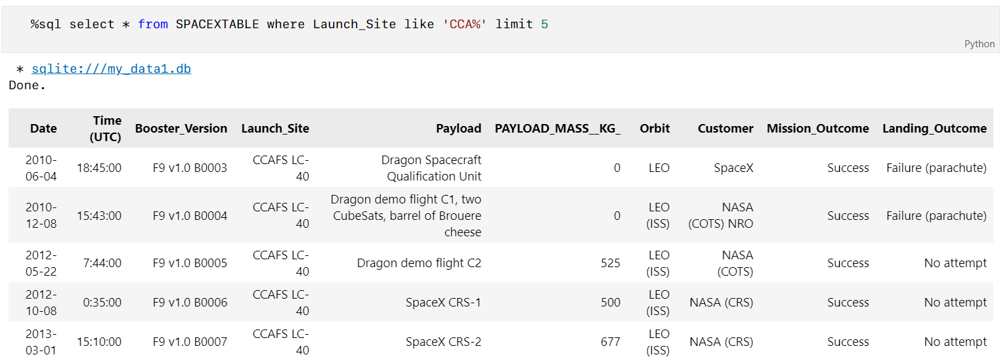 %sql select * from SPACEXTABLE where Launch_Site like 'CCA%' limit 5
Python
* sqlite:///my_data1.db
Done.
Date Time (UTC) Booster_Version Launch_Site Payload PAYLOAD_MASS__KG_ Orbit Customer Mission_Outcome Landing_Outcome
2010-06-04 18:45:00 F9 v1.0 B0003 CCAFS LC-40 Dragon Spacecraft Qualification Unit 0 LEO SpaceX Success Failure (parachute)
2010-12-08 15:43:00 F9 v1.0 B0004 CCAFS LC-40 Dragon demo flight C1, two CubeSats, barrel of Brouere cheese 0 LEO (ISS) NASA (COTS) NRO Success Failure (parachute)
2012-05-22 7:44:00 F9 v1.0 B0005 CCAFS LC-40 Dragon demo flight C2 525 LEO (ISS) NASA (COTS) Success No attempt
2012-10-08 0:35:00 F9 v1.0 B0006 CCAFS LC-40 SpaceX CRS-1 500 LEO (ISS) NASA (CRS) Success No attempt
2013-03-01 15:10:00 F9 v1.0 B0007 CCAFS LC-40 SpaceX CRS-2 677 LEO (ISS) NASA (CRS) Success No attempt